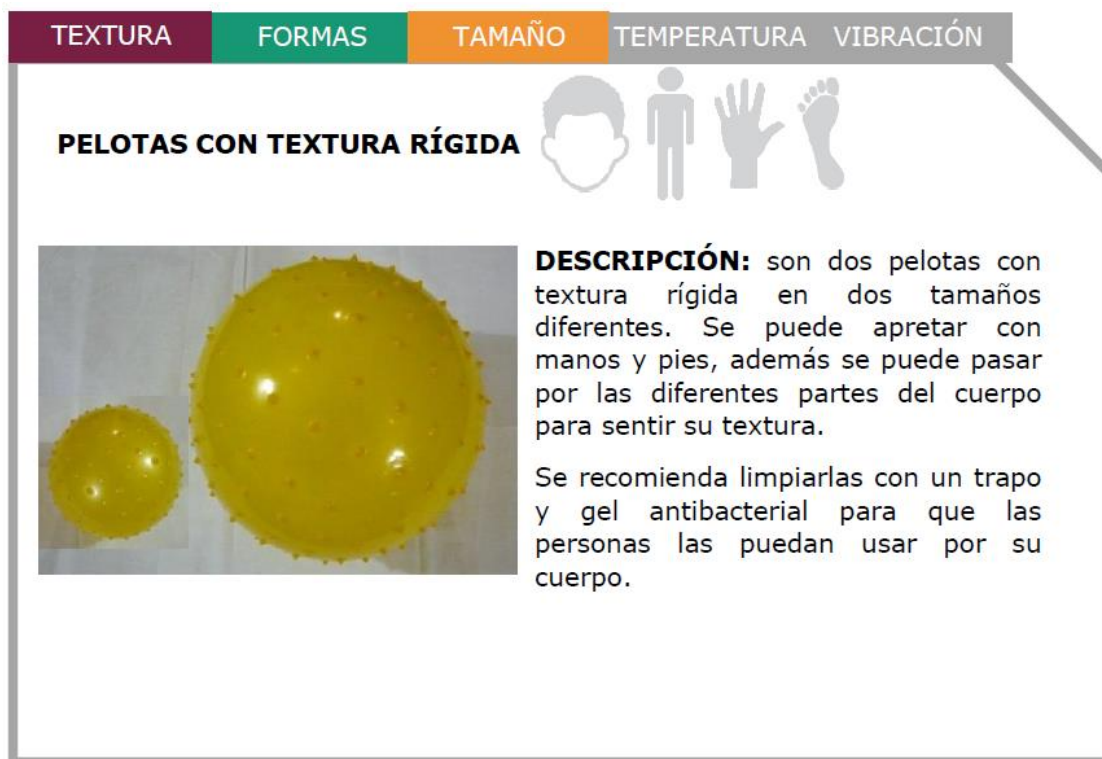 TEXTURA FORMAS TAMAÑO TEMPERATURA VIBRACIÓN
PELOTAS CON TEXTURA RÍGIDA
DESCRIPCIÓN: son dos pelotas con
textura rígida en dos tamaños
diferentes. Se puede apretar con
manos y pies, además se puede pasar
por las diferentes partes del cuerpo
para sentir su textura.
Se recomienda limpiarlas con un trapo
y gel antibacterial para que las
personas las puedan usar por su
cuerpo.